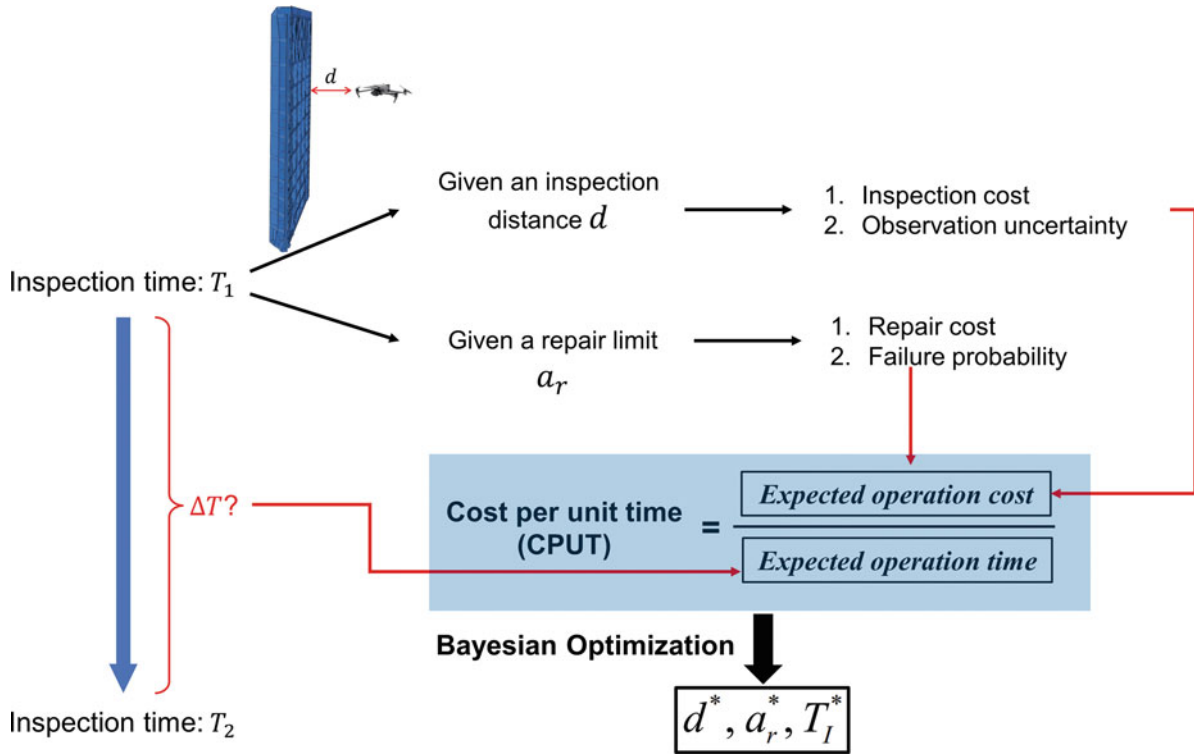 d
Given an inspection
distance d
1. Inspection cost
2. Observation uncertainty
Inspection time: T₁
Given a repair limit
aᵣ
1. Repair cost
2. Failure probability
ΔT?
Cost per unit time
(CPUT)
=
Expected operation cost
Expected operation time
Bayesian Optimization
d*, aᵣ*, T_I*
Inspection time: T₂